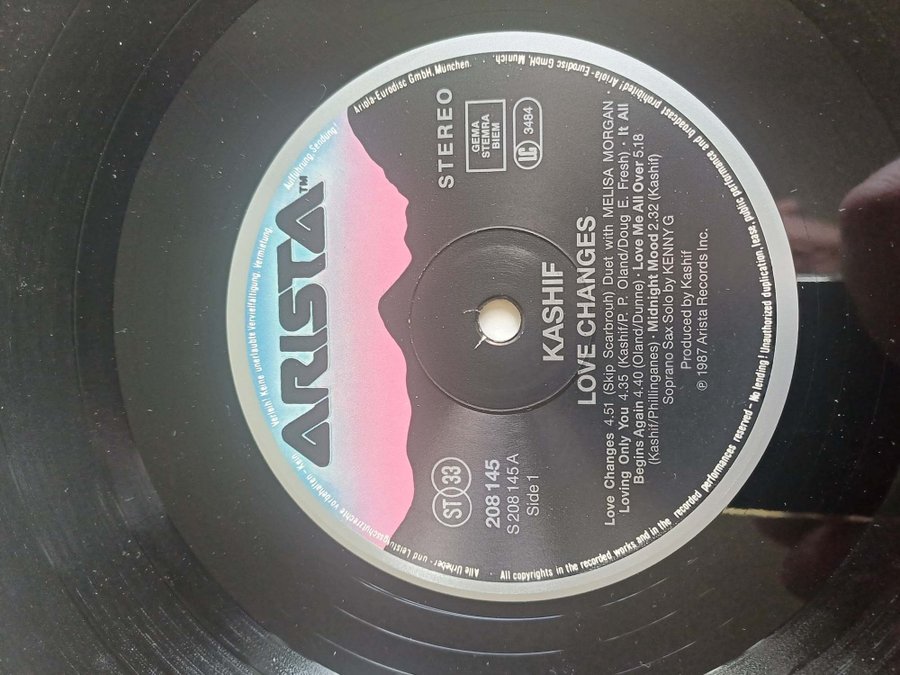 ARISTA™
STEREO
GEMA
STEMRA
BIEM
LC 3484
ST 33
208 145
S 208 145 A
Side 1
KASHIF
LOVE CHANGES
Love Changes 4.51 (Skip Scarbrouh) Duet with MELISA MORGAN
Loving Only You 4.35 (Kashif/P. P. Oland/Doug E. Fresh) · It All
Begins Again 4.40 (Oland/Dunne) · Love Me All Over 5.18
(Kashif/Phillinganes) · Midnight Mood 2.32 (Kashif)
Soprano Sax Solo by KENNY G
Produced by Kashif
℗ 1987 Arista Records Inc.
Alle Urheber- und Leistungsschutzrechte vorbehalten – Kein Verleih! Keine unerlaubte Vervielfältigung, Vermietung, Aufführung, Sendung! Ariola-Eurodisc GmbH, München.
All copyrights in the recorded works and in the recorded performances reserved – No lending! Unauthorized duplication, lease, public performance and broadcast prohibited! Ariola-Eurodisc GmbH, Munich.